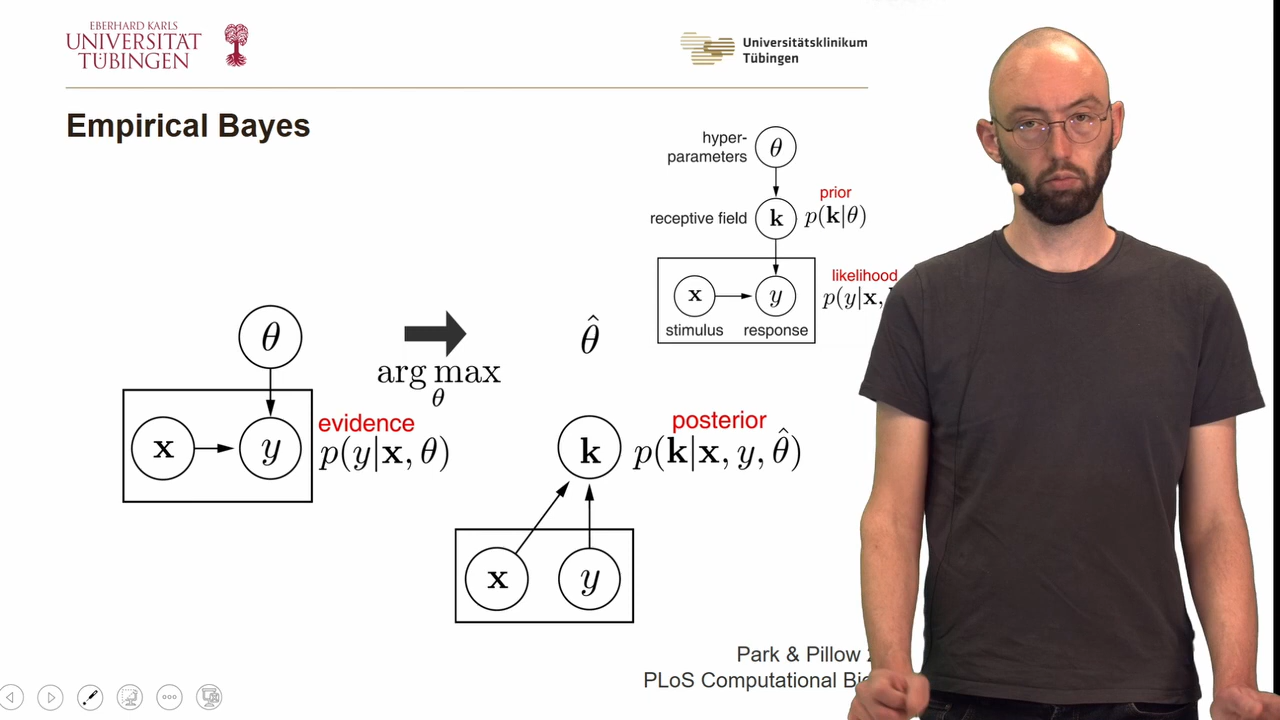 EBERHARD KARLS
UNIVERSITÄT
TÜBINGEN
Universitätsklinikum
Tübingen
Empirical Bayes
hyper-
parameters
θ
prior
receptive field
k
p(k|θ)
likelihood
x
y
p(y|x,
stimulus
response
θ
arg max
θ
θ̂
evidence
x
y
p(y|x, θ)
posterior
k
p(k|x, y, θ̂)
x
y
Park & Pillow
PLoS Computational